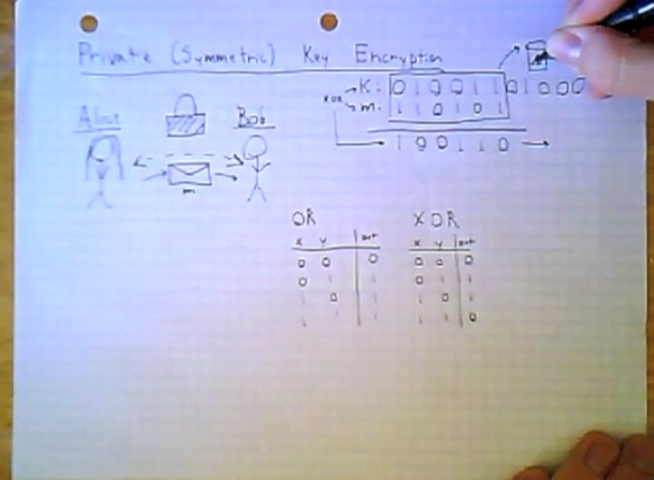 Private (Symmetric) Key Encryption
K: 0 1 0 0 1 1 0 1 0 0 0
XOR
m: 1 1 0 1 0 1
1 0 0 1 1 0
Alice
Bob
m
OR
x y out
0 0 0
0 1 1
1 0 1
1 1 1
XOR
x y out
0 0 0
0 1 1
1 0 1
1 1 0